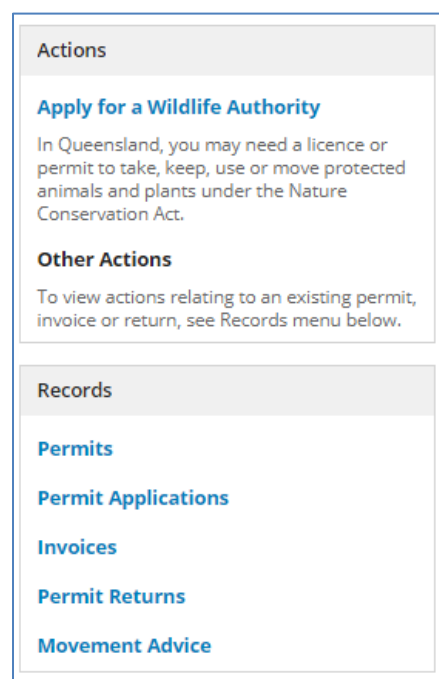 Actions
Apply for a Wildlife Authority
In Queensland, you may need a licence or
permit to take, keep, use or move protected
animals and plants under the Nature
Conservation Act.
Other Actions
To view actions relating to an existing permit,
invoice or return, see Records menu below.
Records
Permits
Permit Applications
Invoices
Permit Returns
Movement Advice